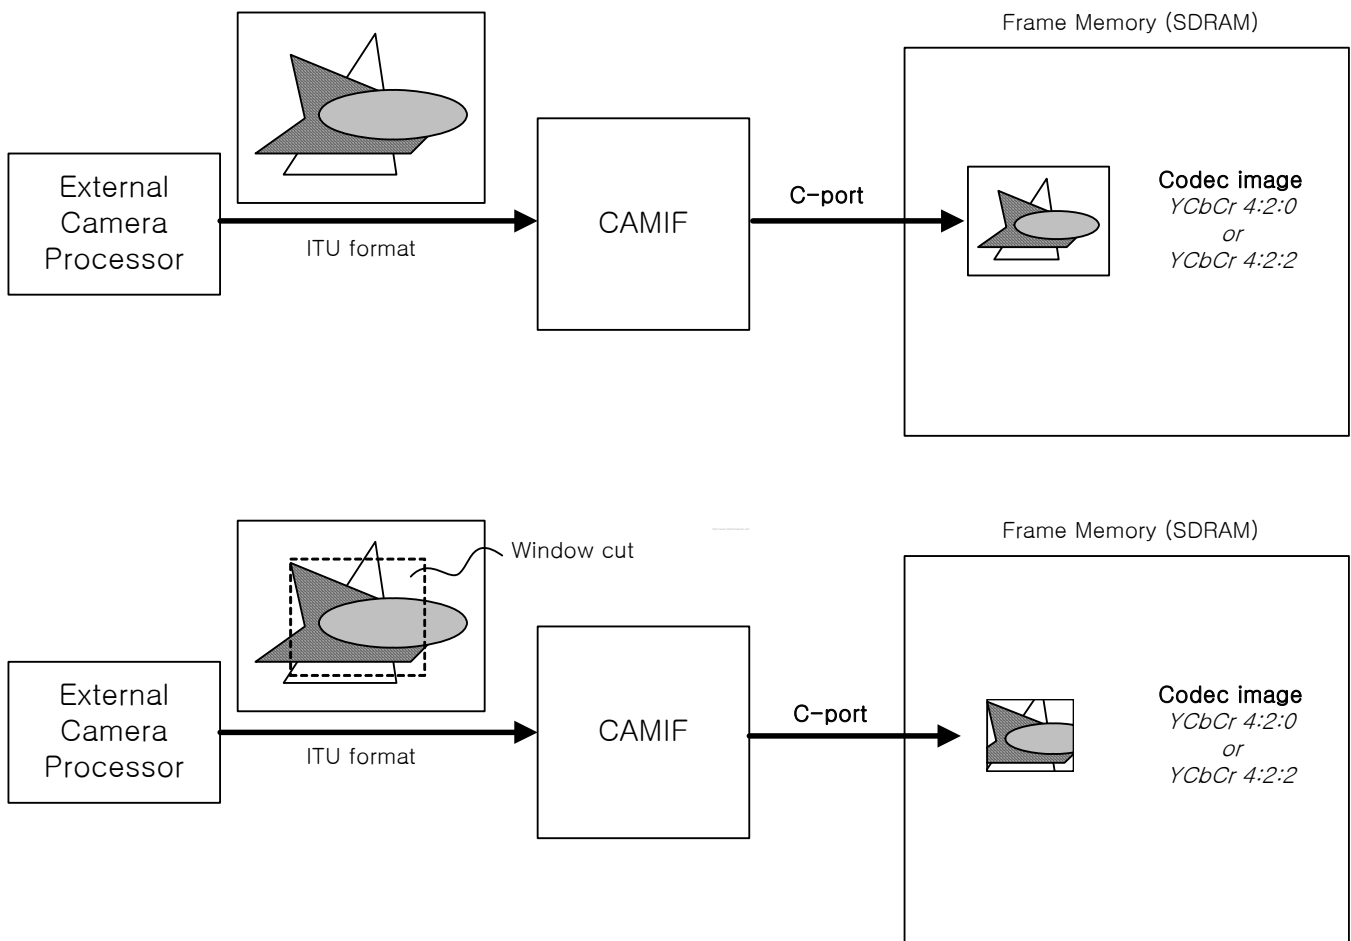 Frame Memory (SDRAM)
External
Camera
Processor
ITU format
CAMIF
C-port
Codec image
YCbCr 4:2:0
or
YCbCr 4:2:2
Frame Memory (SDRAM)
Window cut
External
Camera
Processor
ITU format
CAMIF
C-port
Codec image
YCbCr 4:2:0
or
YCbCr 4:2:2